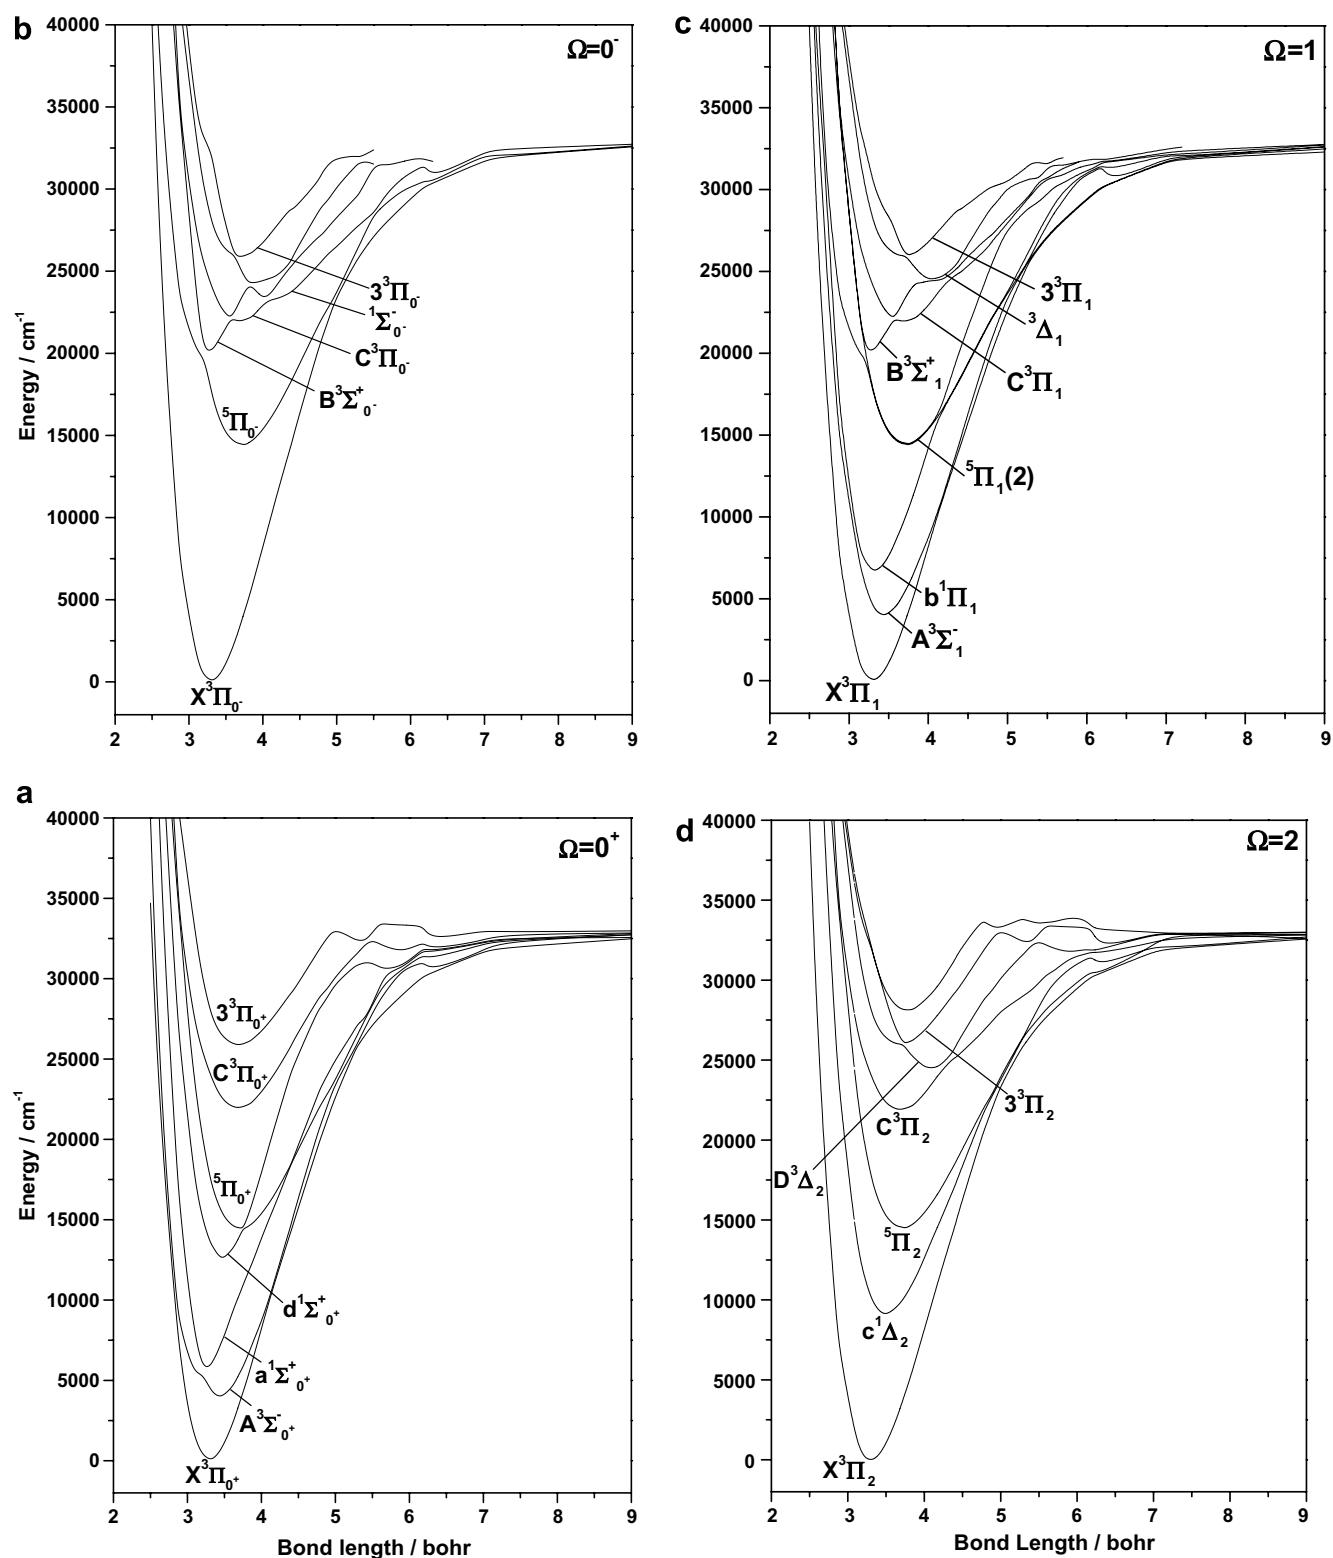 b
Ω=0⁻
40000
35000
30000
25000
20000
15000
10000
5000
0
Energy / cm⁻¹
3³Π₀-
¹Σ⁻₀-
C³Π₀-
B³Σ⁺₀-
⁵Π₀-
X³Π₀-
2 3 4 5 6 7 8 9
c
Ω=1
40000
35000
30000
25000
20000
15000
10000
5000
0
3³Π₁
³Δ₁
B³Σ⁺₁
C³Π₁
⁵Π₁(2)
b¹Π₁
A³Σ⁻₁
X³Π₁
2 3 4 5 6 7 8 9
a
Ω=0⁺
40000
35000
30000
25000
20000
15000
10000
5000
0
Energy / cm⁻¹
3³Π₀+
C³Π₀+
⁵Π₀+
d¹Σ⁺₀+
a¹Σ⁺₀+
A³Σ⁻₀+
X³Π₀+
2 3 4 5 6 7 8 9
Bond length / bohr
d
Ω=2
40000
35000
30000
25000
20000
15000
10000
5000
0
3³Π₂
C³Π₂
D³Δ₂
⁵Π₂
c¹Δ₂
X³Π₂
2 3 4 5 6 7 8 9
Bond Length / bohr